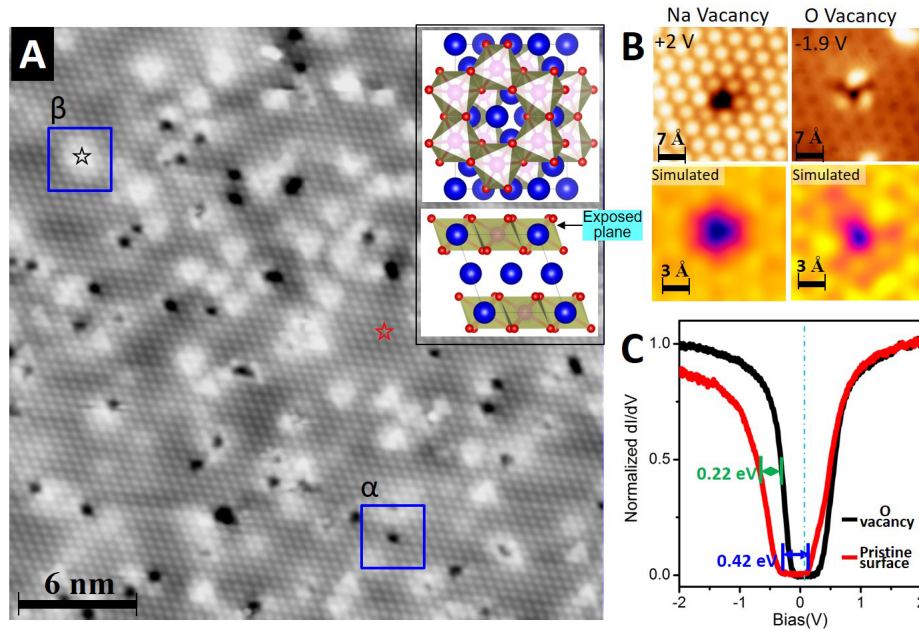 A
β
α
6 nm
Exposed
plane
B
Na Vacancy
O Vacancy
+2 V
-1.9 V
7 Å
7 Å
Simulated
Simulated
3 Å
3 Å
C
Normalized dI/dV
1.0
0.5
0.0
0.22 eV
0.42 eV
O
vacancy
Pristine
surface
-2
-1
0
1
2
Bias(V)